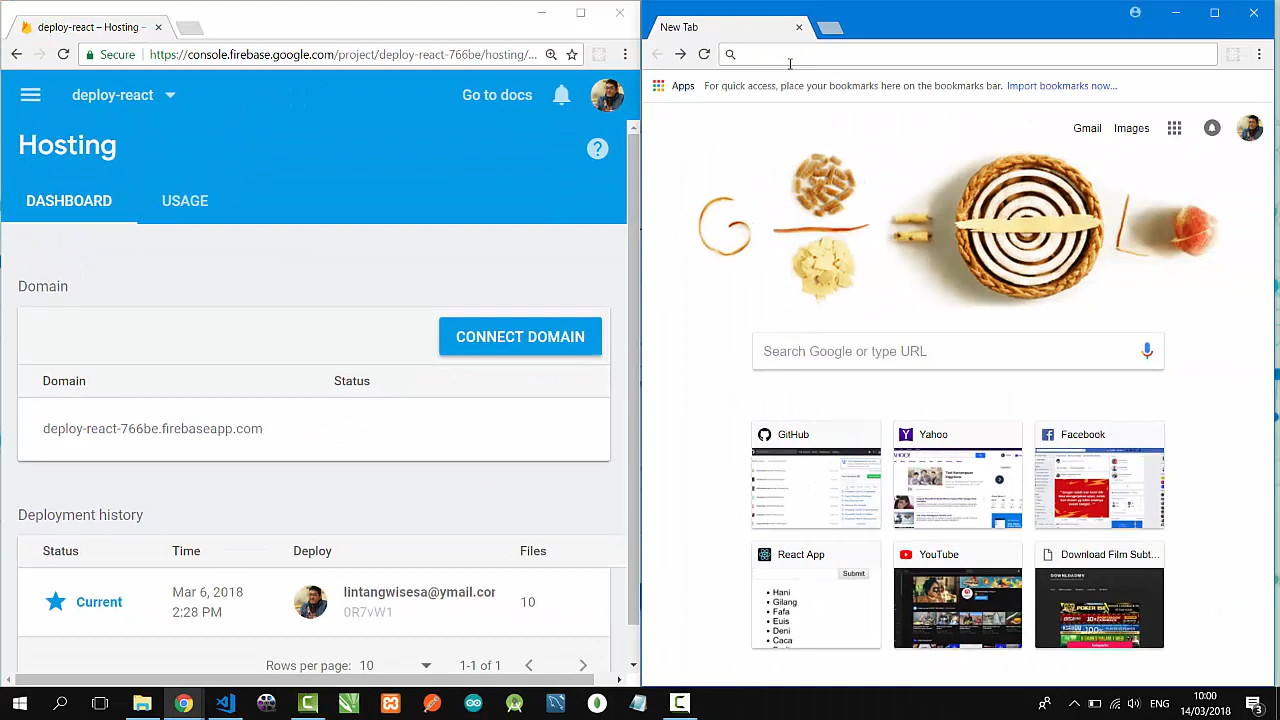 deploy-react – Hosting –
Secure
https://console.firebase.google.com/project/deploy-react-766be/hosting/...
deploy-react
Go to docs
Hosting
DASHBOARD
USAGE
Domain
CONNECT DOMAIN
Domain
Status
deploy-react-766be.firebaseapp.com
Deployment history
Status
Time
Deploy
Files
Current
Mar 6, 2018
2:28 PM
lintangwisesa@ymail.cor
10
Rows per page:
10
1-1 of 1
New Tab
Apps
For quick access, place your bookmarks here on the bookmarks bar.
Import bookmarks now...
Gmail
Images
Search Google or type URL
GitHub
Yahoo
Facebook
React App
Submit
Hani
Gilang
Fafa
Euis
Deni
Caca
YouTube
Download Film Subt...
ENG
10:00
14/03/2018
3